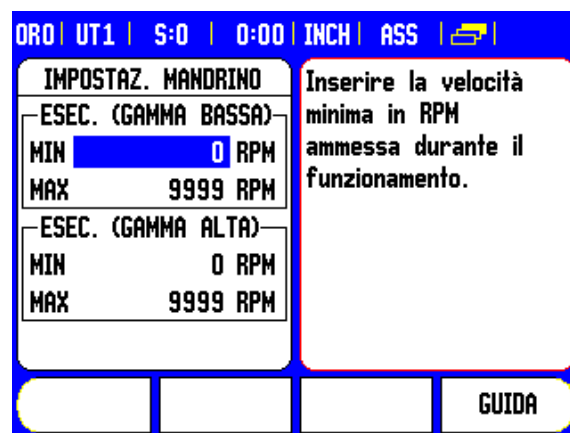 ORO| UT1 | S:0 | 0:00| INCH| ASS
IMPOSTAZ. MANDRINO
ESEC. (GAMMA BASSA)
MIN 0 RPM
MAX 9999 RPM
ESEC. (GAMMA ALTA)
MIN 0 RPM
MAX 9999 RPM
Inserire la velocità
minima in RPM
ammessa durante il
funzionamento.
GUIDA